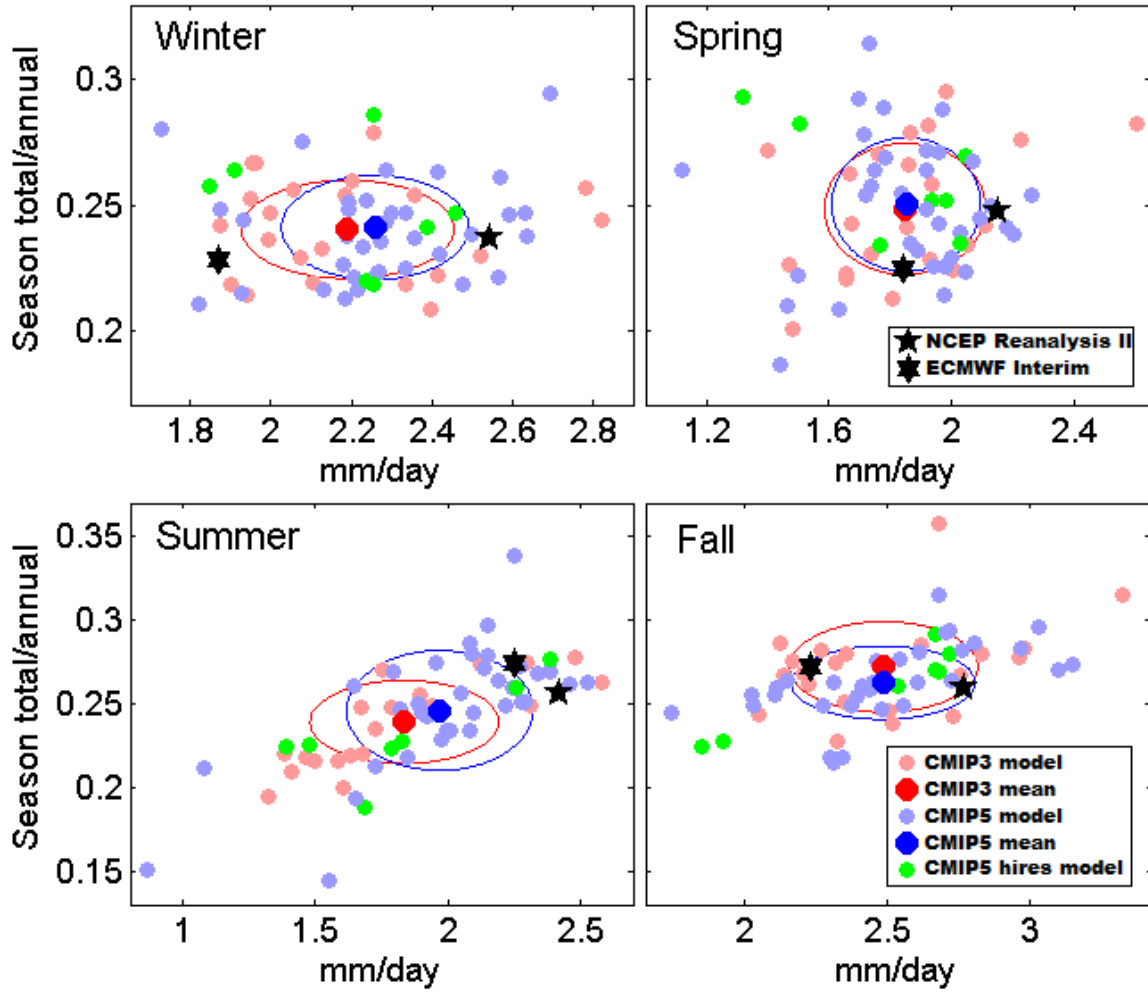 Winter
Spring
Season total/annual
0.3
0.25
0.2
NCEP Reanalysis II
ECMWF Interim
1.8 2 2.2 2.4 2.6 2.8
1.2 1.6 2 2.4
mm/day
mm/day
Summer
Fall
Season total/annual
0.35
0.3
0.25
0.2
0.15
CMIP3 model
CMIP3 mean
CMIP5 model
CMIP5 mean
CMIP5 hires model
1 1.5 2 2.5
2 2.5 3
mm/day
mm/day